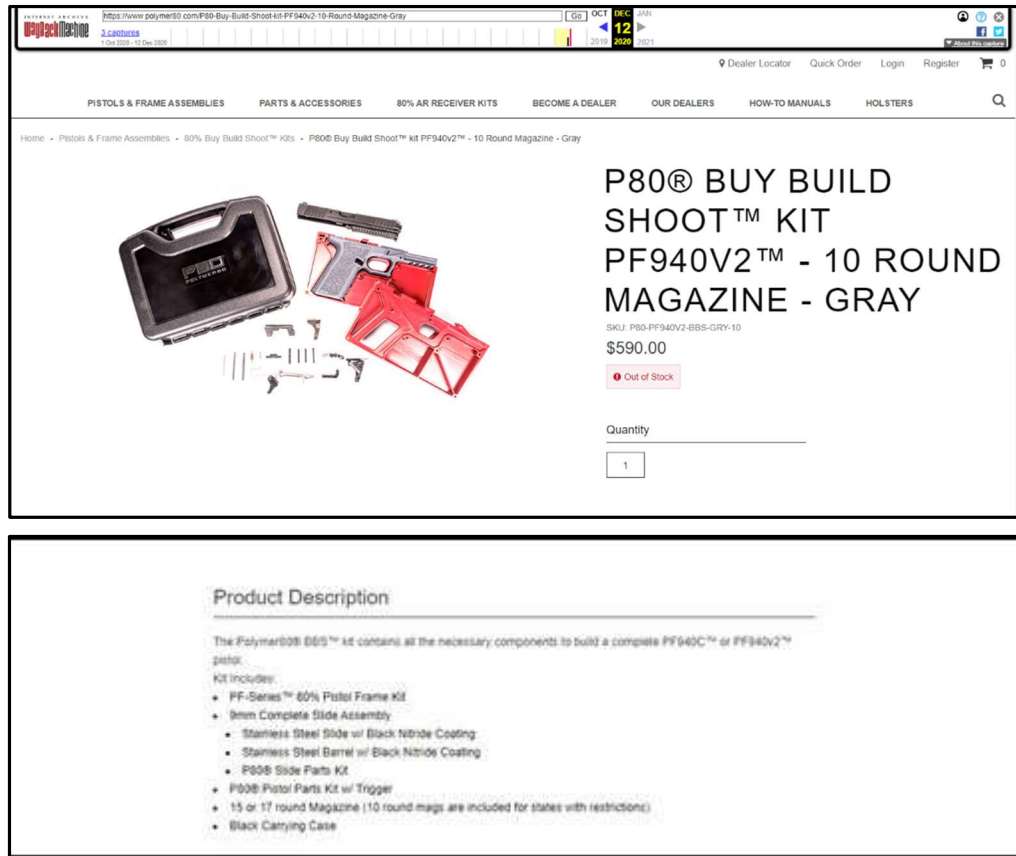 INTERNET ARCHIVE
WayBackMachine
https://www.polymer80.com/P80-Buy-Build-Shoot-kit-PF940v2-10-Round-Magazine-Gray
Go
OCT DEC JAN
12
2019 2020 2021
3 captures
1 Oct 2020 - 12 Dec 2020
About this capture
Dealer Locator Quick Order Login Register 0
PISTOLS & FRAME ASSEMBLIES PARTS & ACCESSORIES 80% AR RECEIVER KITS BECOME A DEALER OUR DEALERS HOW-TO MANUALS HOLSTERS
Home - Pistols & Frame Assemblies - 80% Buy Build Shoot™ Kits - P80® Buy Build Shoot™ kit PF940v2™ - 10 Round Magazine - Gray
P80
POLYMER80
P80® BUY BUILD
SHOOT™ KIT
PF940V2™ - 10 ROUND
MAGAZINE - GRAY
SKU: P80-PF940V2-BBS-GRY-10
$590.00
Out of Stock
Quantity
1
Product Description
The Polymer80® BBS™ kit contains all the necessary components to build a complete PF940C™ or PF940v2™
pistol.
Kit Includes:
• PF-Series™ 80% Pistol Frame Kit
• 9mm Complete Slide Assembly
• Stainless Steel Slide w/ Black Nitride Coating
• Stainless Steel Barrel w/ Black Nitride Coating
• P80® Slide Parts Kit
• P80® Pistol Parts Kit w/ Trigger
• 15 or 17 round Magazine (10 round mags are included for states with restrictions)
• Black Carrying Case